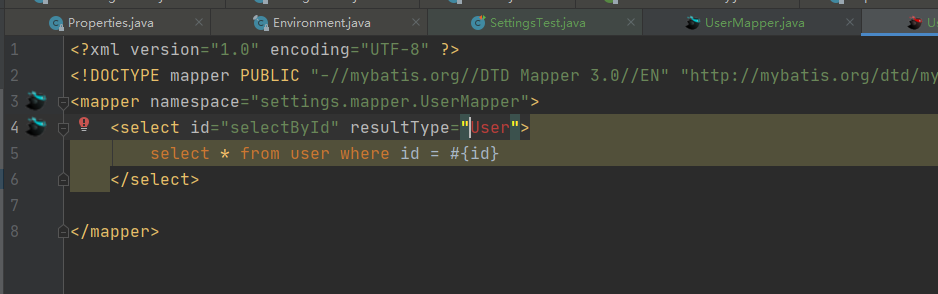 Properties.java × Environment.java × SettingsTest.java × UserMapper.java ×
1 <?xml version="1.0" encoding="UTF-8" ?>
2 <!DOCTYPE mapper PUBLIC "-//mybatis.org//DTD Mapper 3.0//EN" "http://mybatis.org/dtd/my
3 <mapper namespace="settings.mapper.UserMapper">
4 <select id="selectById" resultType="User">
5 select * from user where id = #{id}
6 </select>
7
8 </mapper>